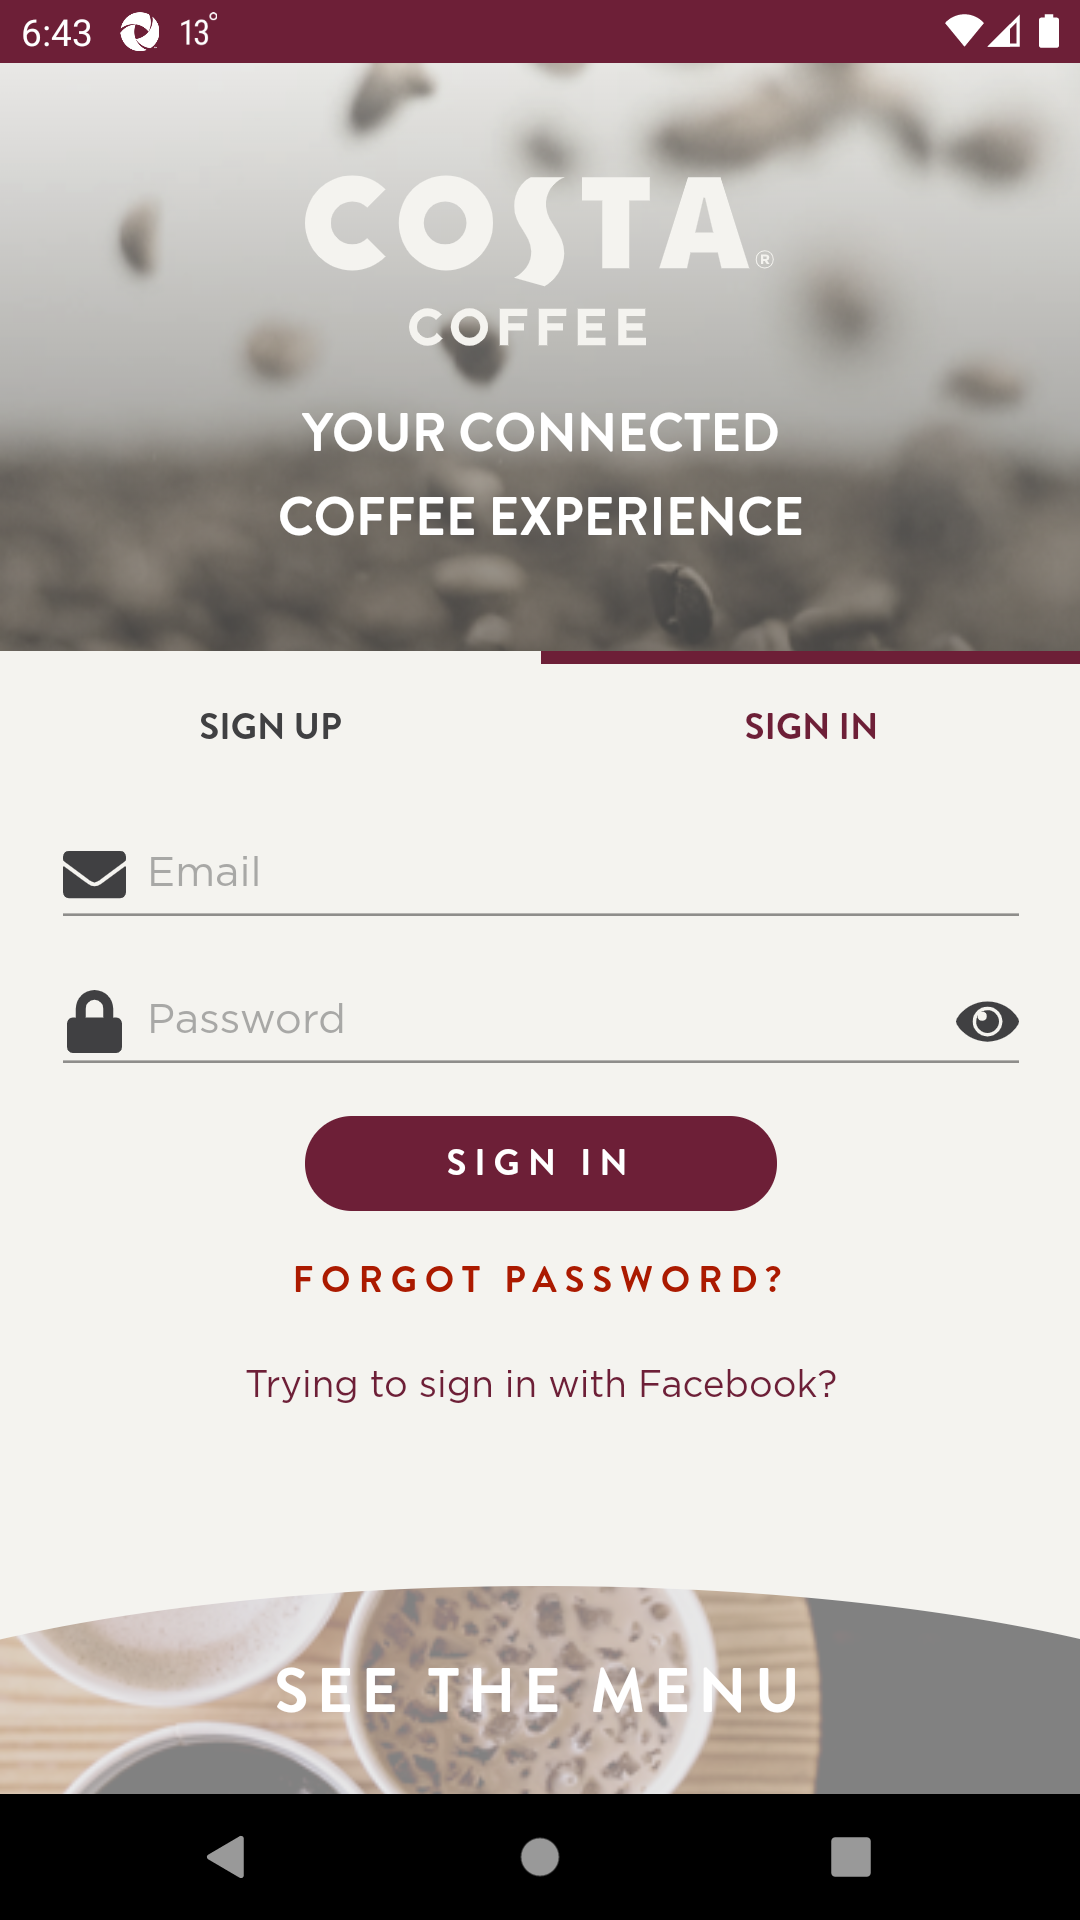 6:43 13°
COSTA®
COFFEE
YOUR CONNECTED
COFFEE EXPERIENCE
SIGN UP SIGN IN
Email
Password
SIGN IN
FORGOT PASSWORD?
Trying to sign in with Facebook?
SEE THE MENU